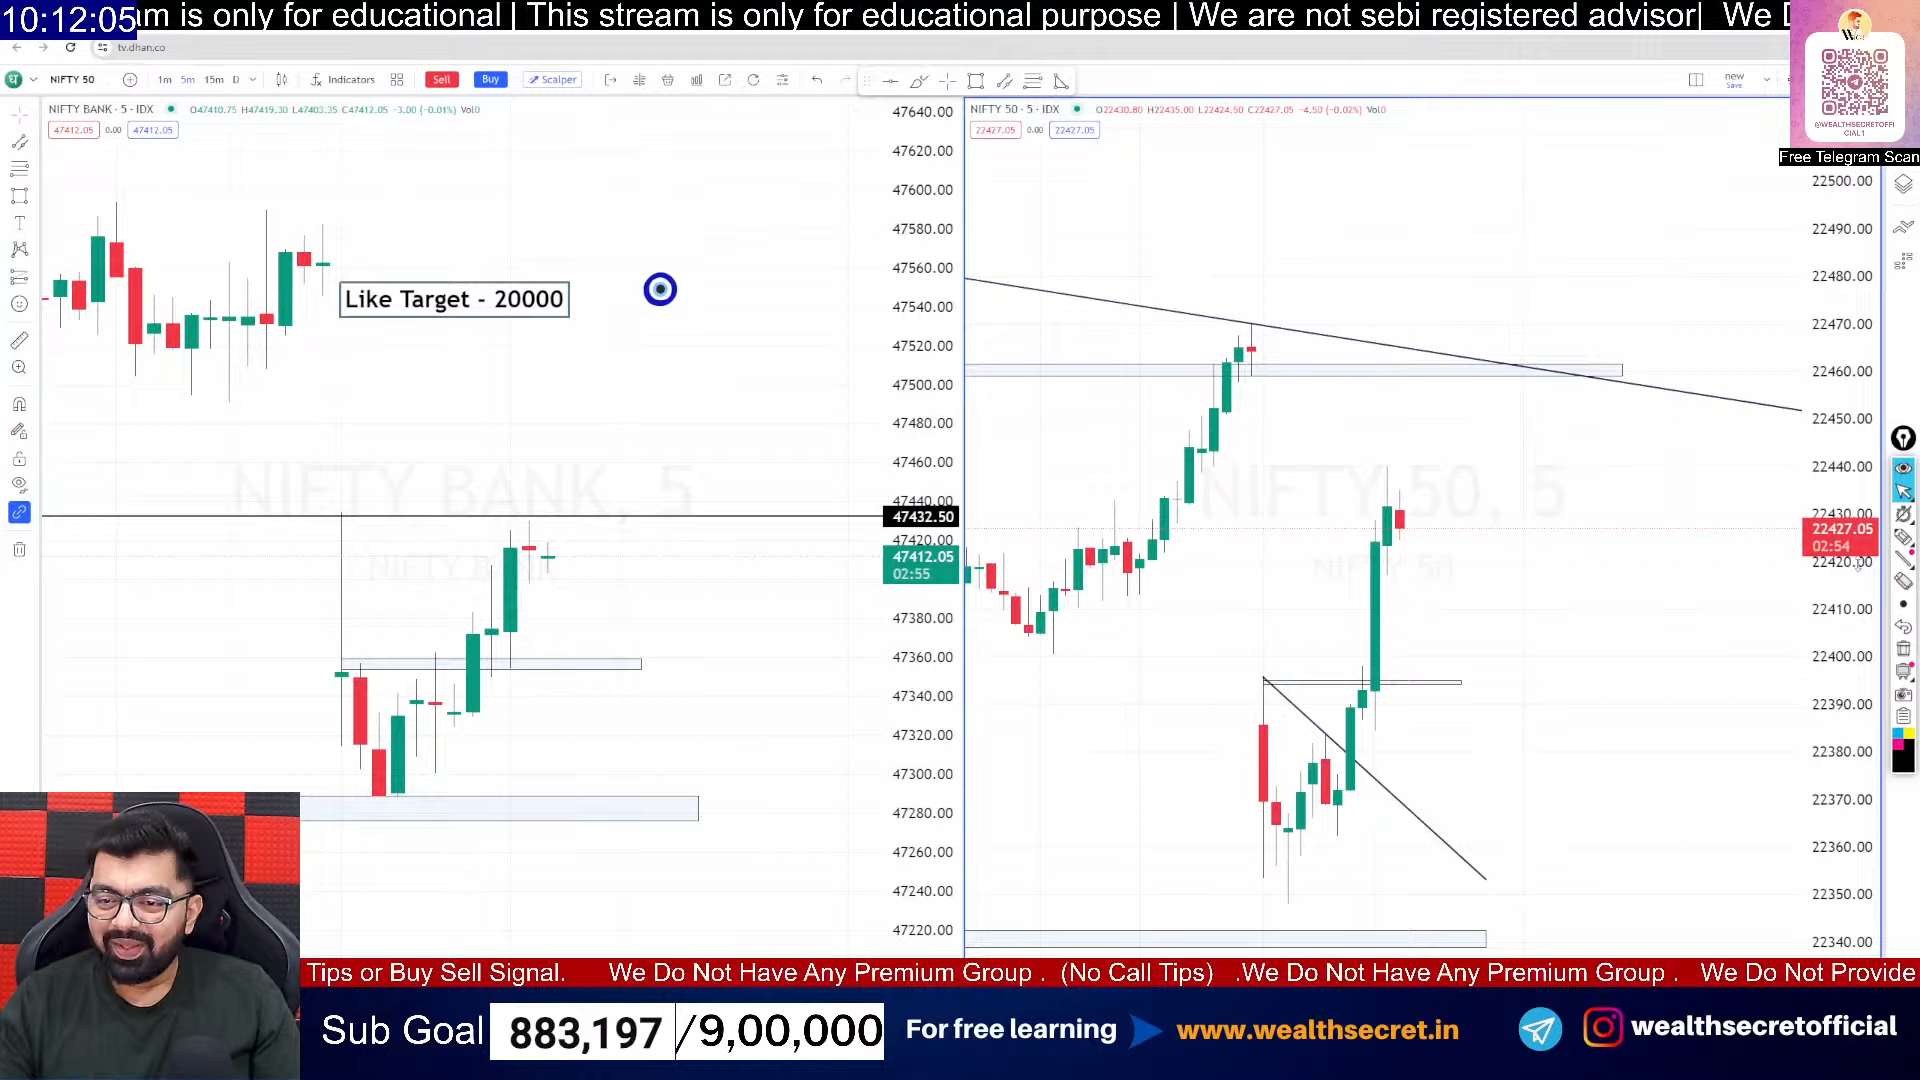 10:12:05
am is only for educational | This stream is only for educational purpose | We are not sebi registered advisor| We D
tv.dhan.co
NIFTY 50
1m 5m 15m D
Indicators
Sell
Buy
Scalper
new
Save
@WEALTHSECRETOFFI
CIAL1
Free Telegram Scan
NIFTY BANK · 5 · IDX
O47410.75 H47419.30 L47403.35 C47412.05 -3.00 (-0.01%) Vol0
47412.05 0.00 47412.05
NIFTY BANK, 5
NIFTY BANK
Like Target - 20000
47640.00
47620.00
47600.00
47580.00
47560.00
47540.00
47520.00
47500.00
47480.00
47460.00
47440.00
47432.50
47420.00
47412.05
02:55
47380.00
47360.00
47340.00
47320.00
47300.00
47280.00
47260.00
47240.00
47220.00
NIFTY 50 · 5 · IDX
O22430.80 H22435.00 L22424.50 C22427.05 -4.50 (-0.02%) Vol0
22427.05 0.00 22427.05
NIFTY 50, 5
NIFTY 50
22500.00
22490.00
22480.00
22470.00
22460.00
22450.00
22440.00
22430.00
22427.05
02:54
22420.00
22410.00
22400.00
22390.00
22380.00
22370.00
22360.00
22350.00
22340.00
Tips or Buy Sell Signal. We Do Not Have Any Premium Group . (No Call Tips) .We Do Not Have Any Premium Group . We Do Not Provide
Sub Goal 883,197 /9,00,000
For free learning
www.wealthsecret.in
wealthsecretofficial